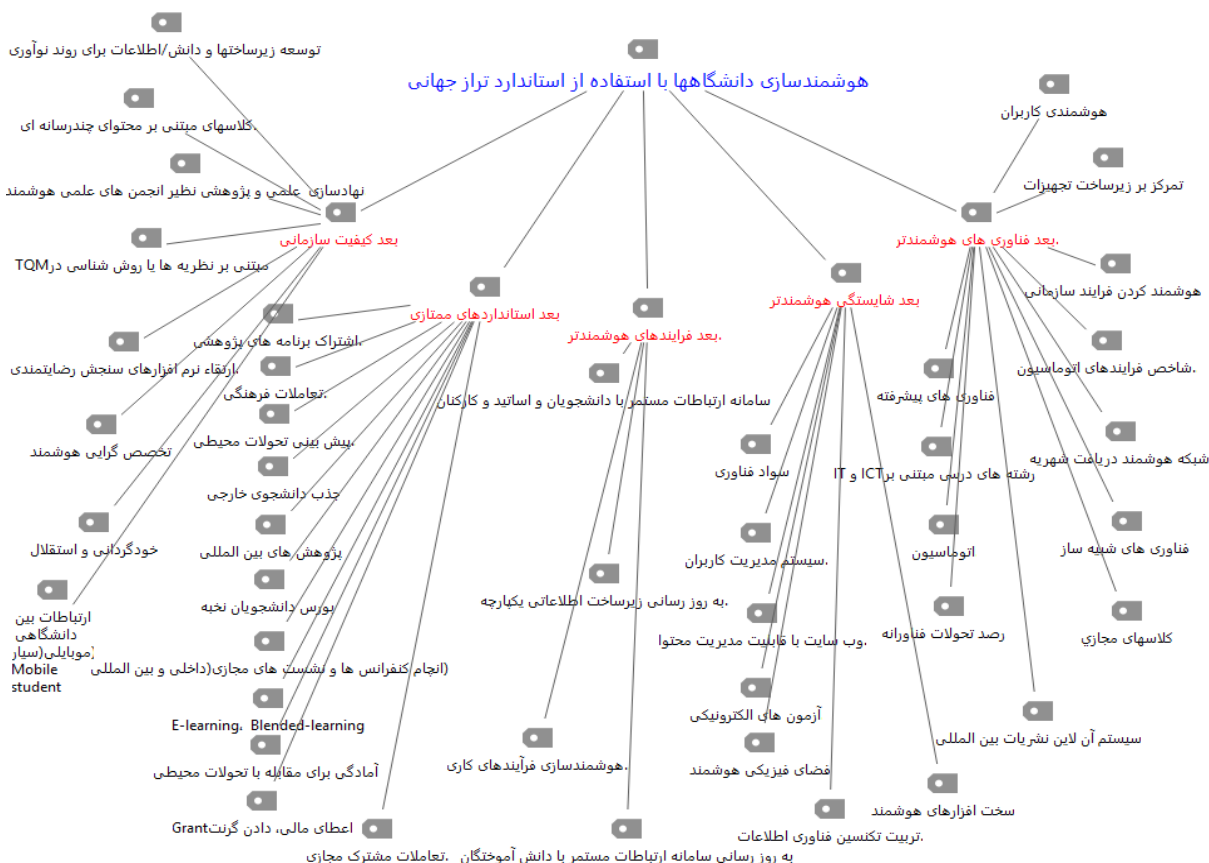 توسعه زیرساختها و دانش/اطلاعات برای روند نوآوری
هوشمندسازی دانشگاهها با استفاده از استاندارد تراز جهانی
هوشمندی کاربران
کلاسهای مبتنی بر محتوای چندرسانه ای.
تمرکز بر زیرساخت تجهیزات
نهادسازی علمی و پژوهشی نظیر انجمن های علمی هوشمند
بعد فناوری های هوشمندتر.
بعد کیفیت سازمانی
مبتنی بر نظریه ها یا روش شناسی درTQM
هوشمند کردن فرایند سازمانی
بعد شایستگی هوشمندتر
بعد استانداردهای ممتازی
بعد فرایندهای هوشمندتر.
اشتراک برنامه های پژوهشی.
ارتقاء نرم افزارهای سنجش رضایتمندی.
شاخص فرایندهای اتوماسیون.
تعاملات فرهنگی.
سامانه ارتباطات مستمر با دانشجویان و اساتید و کارکنان
فناوری های پیشرفته
پیش بینی تحولات محیطی.
تخصص گرایی هوشمند
شبکه هوشمند دریافت شهریه
سواد فناوری
رشته های درسی مبتنی برICT و IT
جذب دانشجوی خارجی
خودگردانی و استقلال
پژوهش های بین المللی
اتوماسیون
فناوری های شبیه ساز
سیستم مدیریت کاربران.
به روز رسانی زیرساخت اطلاعاتی یکپارچه.
بورس دانشجویان نخبه
ارتباطات بین
دانشگاهی
موبایلی(سیار)
Mobile
student
رصد تحولات فناورانه
کلاسهای مجازي
وب سایت با قابلیت مدیریت محتوا.
انجام کنفرانس ها و نشست های مجازی(داخلی و بین المللی)
E-learning، Blended-learning
آزمون های الکترونیکی
سیستم آن لاین نشریات بین المللی
آمادگی برای مقابله با تحولات محیطی
هوشمندسازی فرآیندهای کاری.
فضای فیزیکی هوشمند
سخت افزارهای هوشمند
اعطای مالی، دادن گرنتGrant
تربیت تکنسین فناوری اطلاعات.
تعاملات مشترک مجازی.
به روز رسانی سامانه ارتباطات مستمر با دانش آموختگان